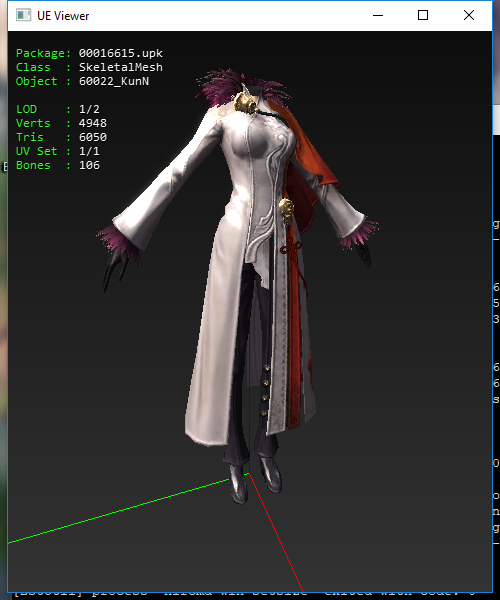 UE Viewer
Package: 00016615.upk
Class : SkeletalMesh
Object : 60022_KunN
LOD : 1/2
Verts : 4948
Tris : 6050
UV Set : 1/1
Bones : 106